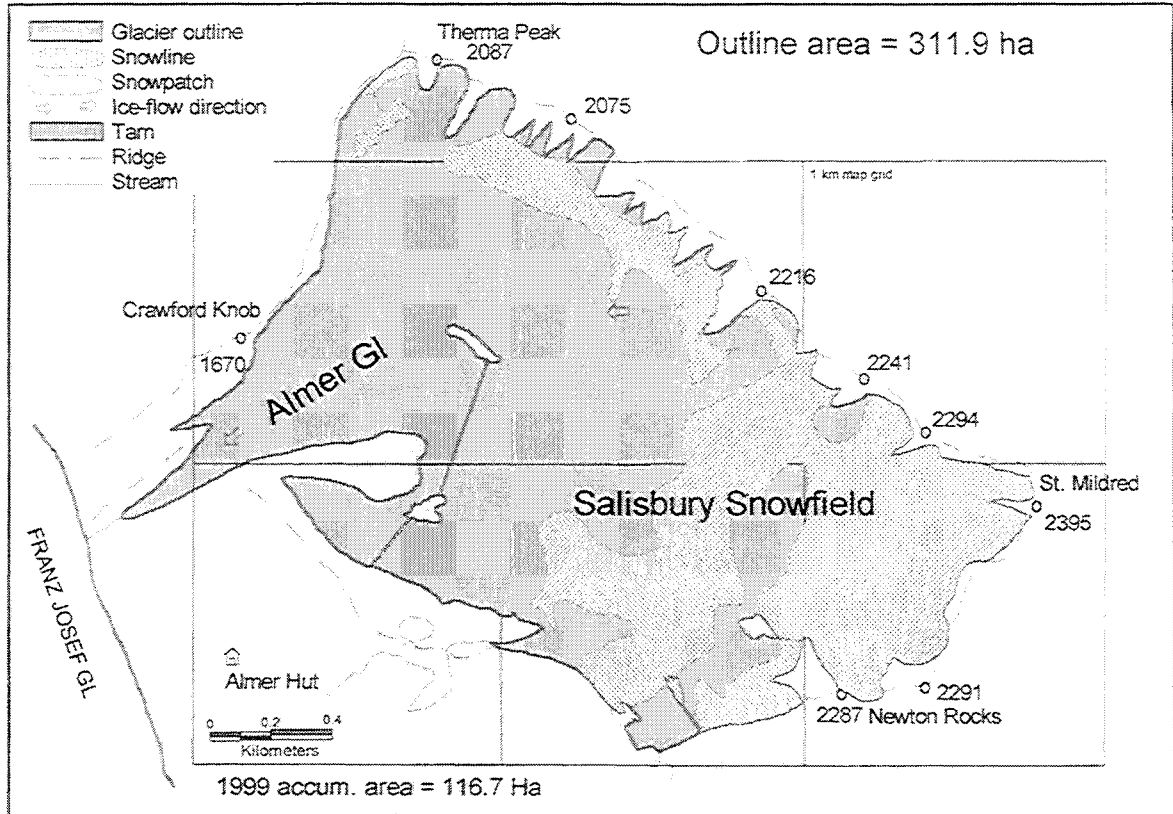 Glacier outline
Snowline
Snowpatch
Ice-flow direction
Tarn
Ridge
Stream
Therma Peak
2087
Outline area = 311.9 ha
2075
1 km map grid
2216
Crawford Knob
1670
Almer Gl
2241
2294
St. Mildred
2395
Salisbury Snowfield
FRANZ JOSEF GL
Almer Hut
0 0.2 0.4
Kilometers
2287 Newton Rocks
2291
1999 accum. area = 116.7 Ha